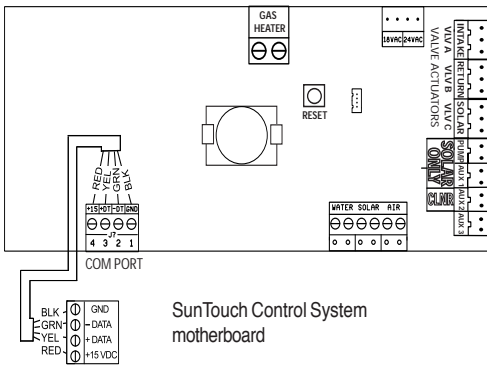 GAS
HEATER
18VAC 24VAC
INTAKE RETURN SOLAR PUMP AUX 1 AUX 2 AUX 3
VLV A VLV B VLV C
VALVE ACTUATORS
SOLAR
ONLY
CLNR
RESET
RED
YEL
GRN
BLK
+15 +DT -DT GND
J7
4 3 2 1
COM PORT
WATER SOLAR AIR
BLK GND
GRN - DATA
YEL + DATA
RED +15 VDC
SunTouch Control System
motherboard